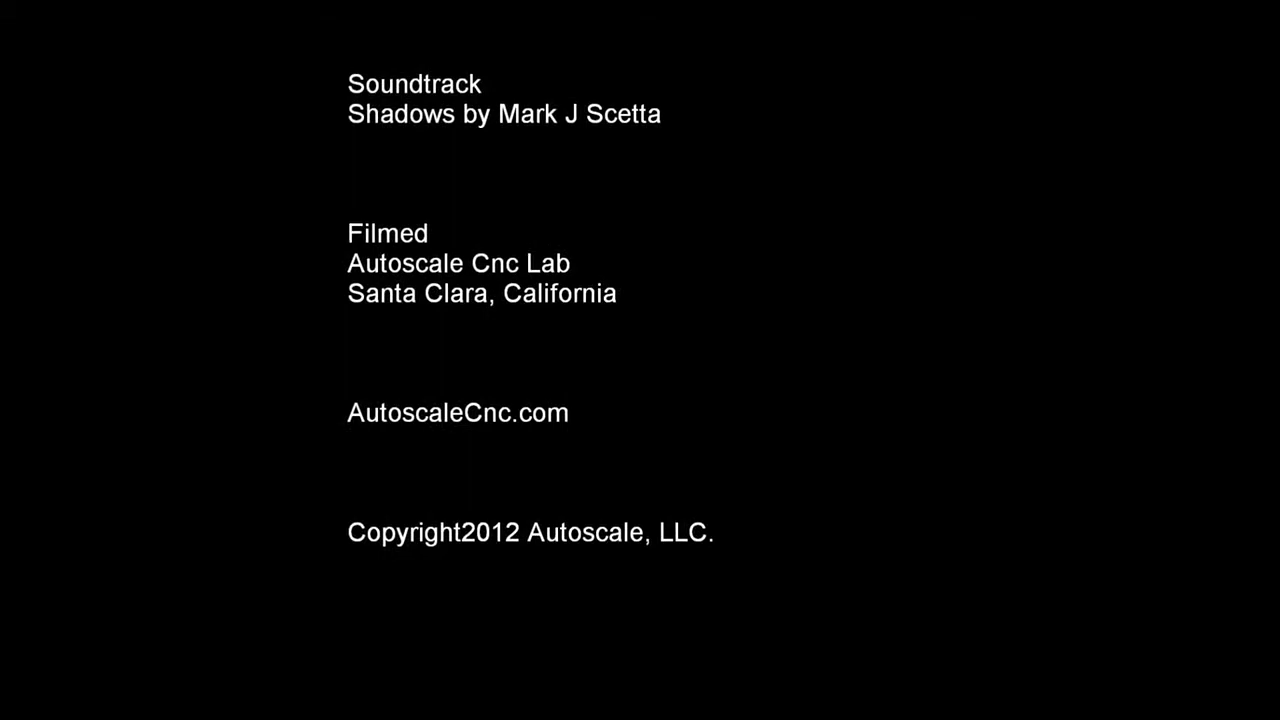 Soundtrack
Shadows by Mark J Scetta
Filmed
Autoscale Cnc Lab
Santa Clara, California
AutoscaleCnc.com
Copyright2012 Autoscale, LLC.